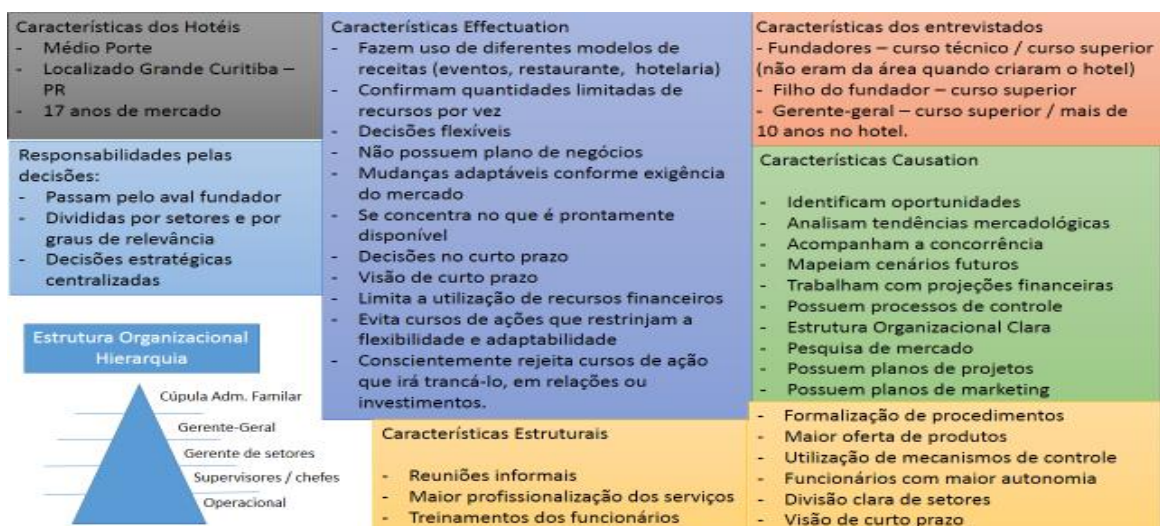 Características dos Hotéis
- Médio Porte
- Localizado Grande Curitiba –
PR
- 17 anos de mercado
Responsabilidades pelas
decisões:
- Passam pelo aval fundador
- Divididas por setores e por
graus de relevância
- Decisões estratégicas
centralizadas
Estrutura Organizacional
Hierarquia
Cúpula Adm. Familar
Gerente-Geral
Gerente de setores
Supervisores / chefes
Operacional
Características Effectuation
- Fazem uso de diferentes modelos de
receitas (eventos, restaurante, hotelaria)
- Confirmam quantidades limitadas de
recursos por vez
- Decisões flexíveis
- Não possuem plano de negócios
- Mudanças adaptáveis conforme exigência
do mercado
- Se concentra no que é prontamente
disponível
- Decisões no curto prazo
- Visão de curto prazo
- Limita a utilização de recursos financeiros
- Evita cursos de ações que restrinjam a
flexibilidade e adaptabilidade
- Conscientemente rejeita cursos de ação
que irá trancá-lo, em relações ou
investimentos.
Características dos entrevistados
- Fundadores – curso técnico / curso superior
(não eram da área quando criaram o hotel)
- Filho do fundador – curso superior
- Gerente-geral – curso superior / mais de
10 anos no hotel.
Características Causation
- Identificam oportunidades
- Analisam tendências mercadológicas
- Acompanham a concorrência
- Mapeiam cenários futuros
- Trabalham com projeções financeiras
- Possuem processos de controle
- Estrutura Organizacional Clara
- Pesquisa de mercado
- Possuem planos de projetos
- Possuem planos de marketing
Características Estruturais
- Reuniões informais
- Maior profissionalização dos serviços
- Treinamentos dos funcionários
- Formalização de procedimentos
- Maior oferta de produtos
- Utilização de mecanismos de controle
- Funcionários com maior autonomia
- Divisão clara de setores
- Visão de curto prazo